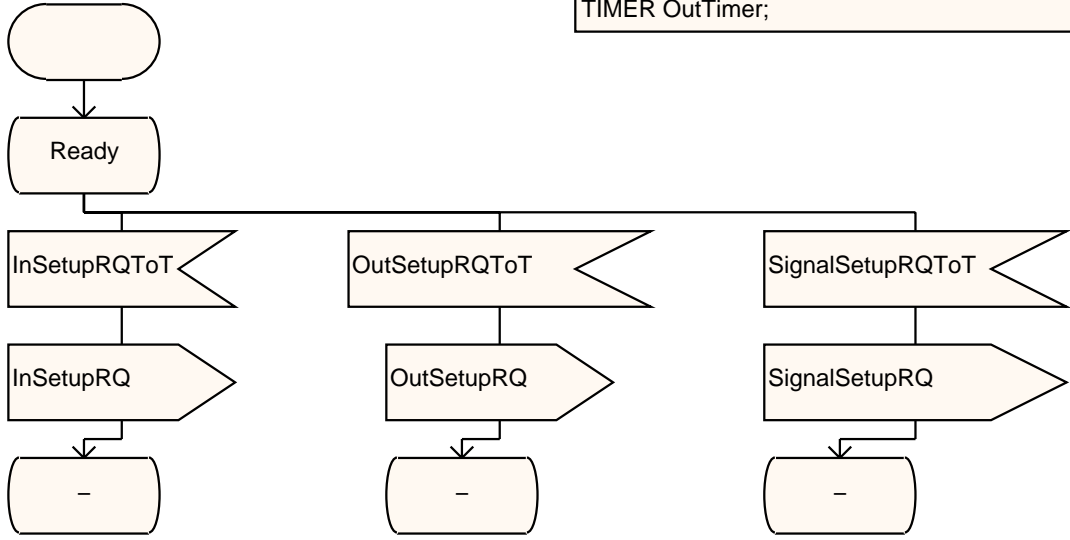 TIMER OutTimer;
Ready
InSetupRQToT
OutSetupRQToT
SignalSetupRQToT
InSetupRQ
OutSetupRQ
SignalSetupRQ
–
–
–